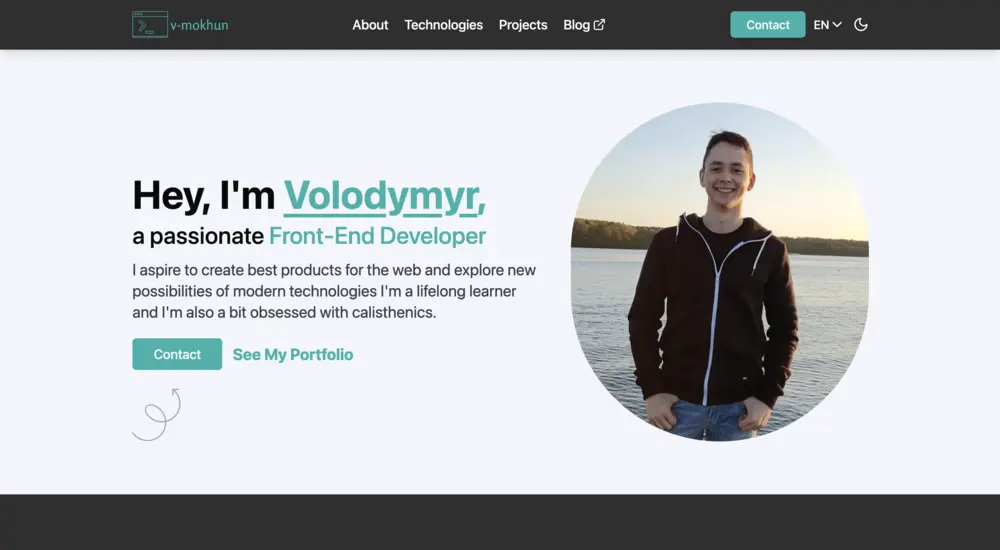 v-mokhun
About Technologies Projects Blog
Contact EN
Hey, I'm Volodymyr,
a passionate Front-End Developer
I aspire to create best products for the web and explore new
possibilities of modern technologies I'm a lifelong learner
and I'm also a bit obsessed with calisthenics.
Contact See My Portfolio